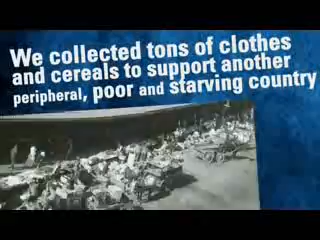 We collected tons of clothes
and cereals to support another
peripheral, poor and starving country